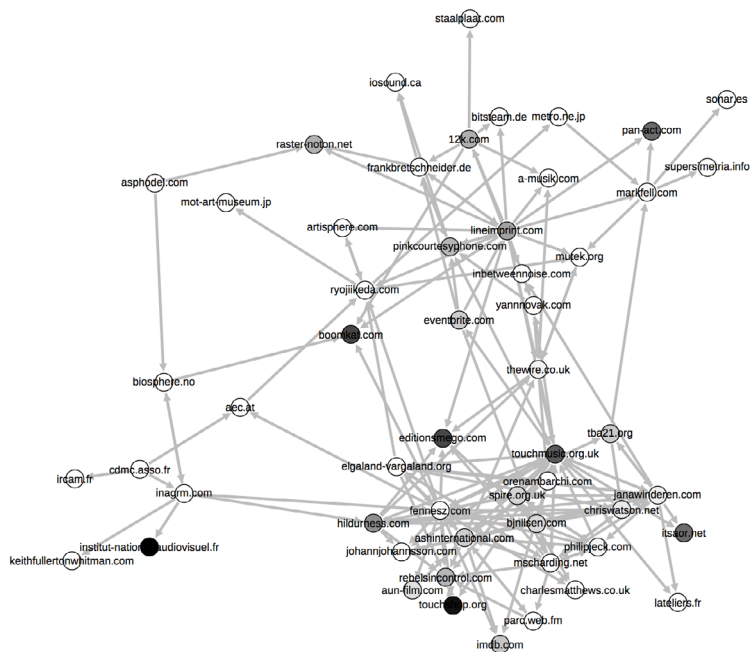 staalplaat.com
iosound.ca
sonar.es
bitsteam.de
metro.ne.jp
pan-act.com
12k.com
raster-noton.net
frankbretschneider.de
supersimetria.info
asphodel.com
a-musik.com
markfell.com
mot-art-museum.jp
artisphere.com
lineimprint.com
pinkcourtesyphone.com
mutek.org
inbetweennoise.com
ryojiikeda.com
yannnovak.com
eventbrite.com
boomkat.com
thewire.co.uk
biosphere.no
aec.at
editionsmego.com
tba21.org
touchmusic.org.uk
elgaland-vargaland.org
cdmc.asso.fr
ircam.fr
orenambarchi.com
inagrm.com
spire.org.uk
janawinderen.com
fennesz.com
chriswatson.net
hildurness.com
bjnilsen.com
itsaor.net
ashinternational.com
institut-national-audiovisuel.fr
johannjohannsson.com
philipjeck.com
keithfullertonwhitman.com
mscharding.net
rebelsincontrol.com
aun-film.com
charlesmatthews.co.uk
touchshop.org
lateliers.fr
parq.web.fm
imdb.com